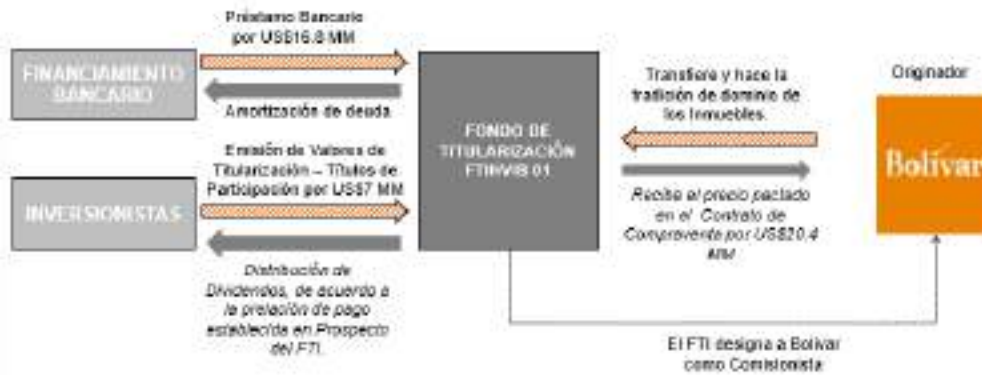 Préstamo Bancario
por US$16.8 MM
FINANCIAMIENTO
BANCARIO
Amortización de deuda
Emisión de Valores de
Titularización – Títulos de
Participación por US$7 MM
INVERSIONISTAS
Distribución de
Dividendos, de acuerdo a
la prelación de pago
establecida en Prospecto
del FTI.
FONDO DE
TITULARIZACIÓN
Transfiere y hace la
tradición de dominio de
los Inmuebles.
Recibe el precio pactado
en el Contrato de
Compraventa por US$20.4
MM
Originador
Bolívar
El FTI designa a Bolívar
como Comisionista